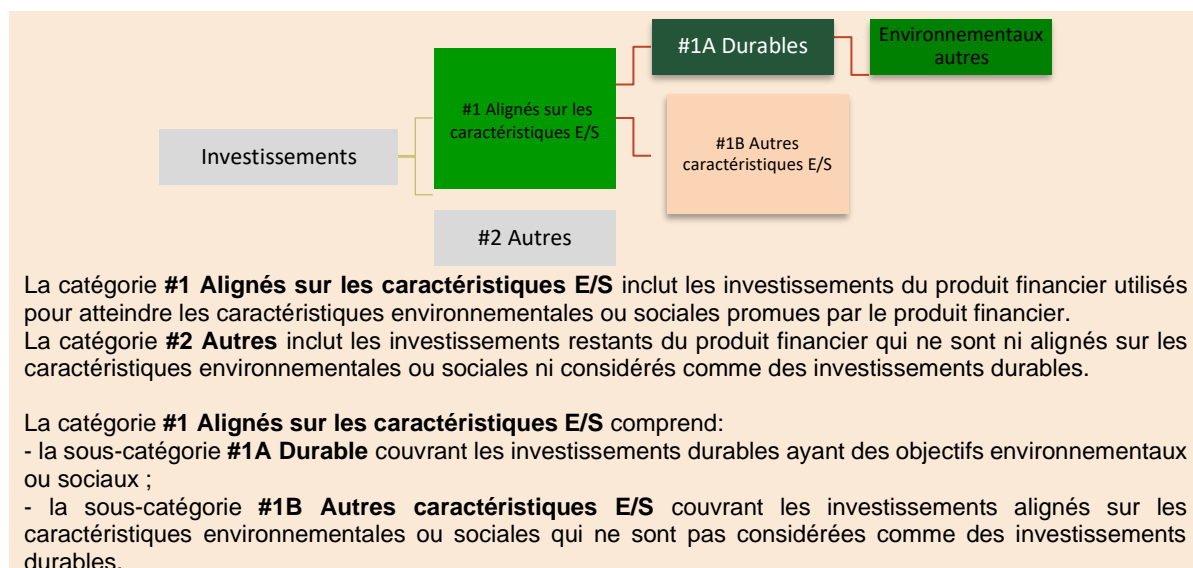 #1A Durables
Environnementaux
autres
#1 Alignés sur les
caractéristiques E/S
#1B Autres
caractéristiques E/S
Investissements
#2 Autres
La catégorie #1 Alignés sur les caractéristiques E/S inclut les investissements du produit financier utilisés
pour atteindre les caractéristiques environnementales ou sociales promues par le produit financier.
La catégorie #2 Autres inclut les investissements restants du produit financier qui ne sont ni alignés sur les
caractéristiques environnementales ou sociales ni considérés comme des investissements durables.
La catégorie #1 Alignés sur les caractéristiques E/S comprend:
- la sous-catégorie #1A Durable couvrant les investissements durables ayant des objectifs environnementaux
ou sociaux ;
- la sous-catégorie #1B Autres caractéristiques E/S couvrant les investissements alignés sur les
caractéristiques environnementales ou sociales qui ne sont pas considérées comme des investissements
durables.